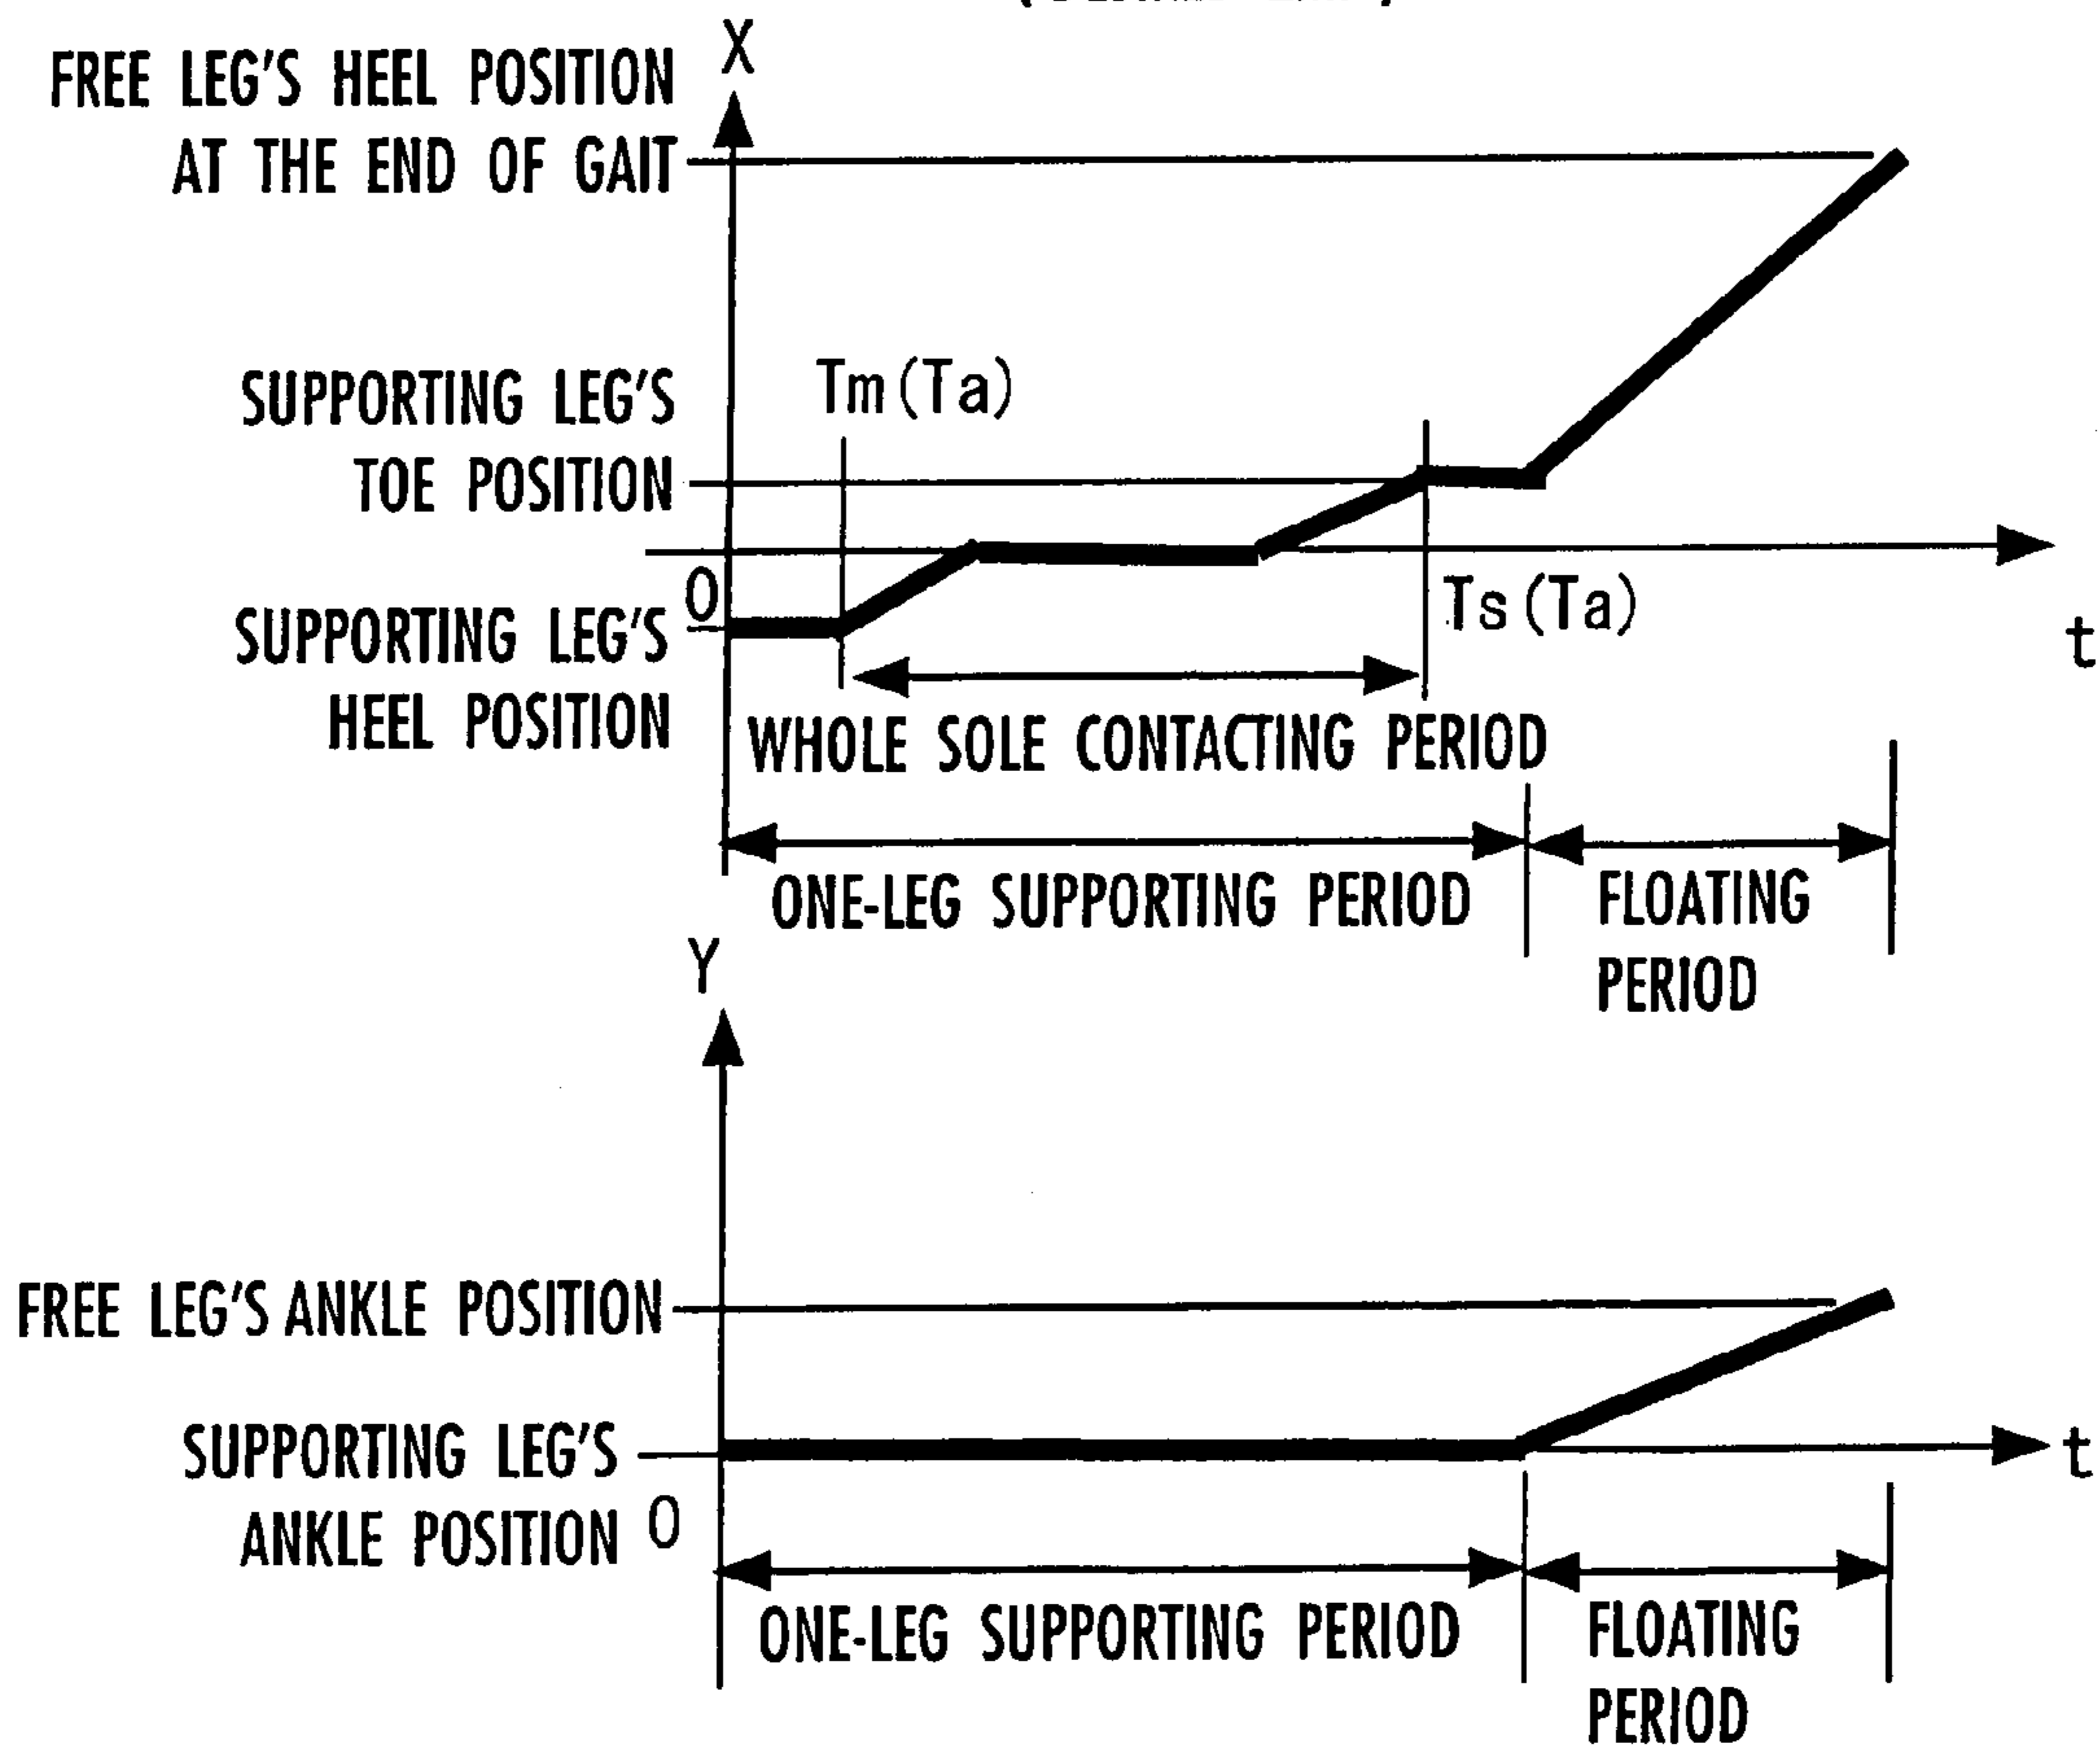 X
FREE LEG'S HEEL POSITION
AT THE END OF GAIT
Tm(Ta)
SUPPORTING LEG'S
TOE POSITION
O
Ts(Ta)
t
SUPPORTING LEG'S
HEEL POSITION
WHOLE SOLE CONTACTING PERIOD
ONE-LEG SUPPORTING PERIOD
FLOATING
PERIOD
Y
FREE LEG'S ANKLE POSITION
SUPPORTING LEG'S
ANKLE POSITION O
t
ONE-LEG SUPPORTING PERIOD
FLOATING
PERIOD